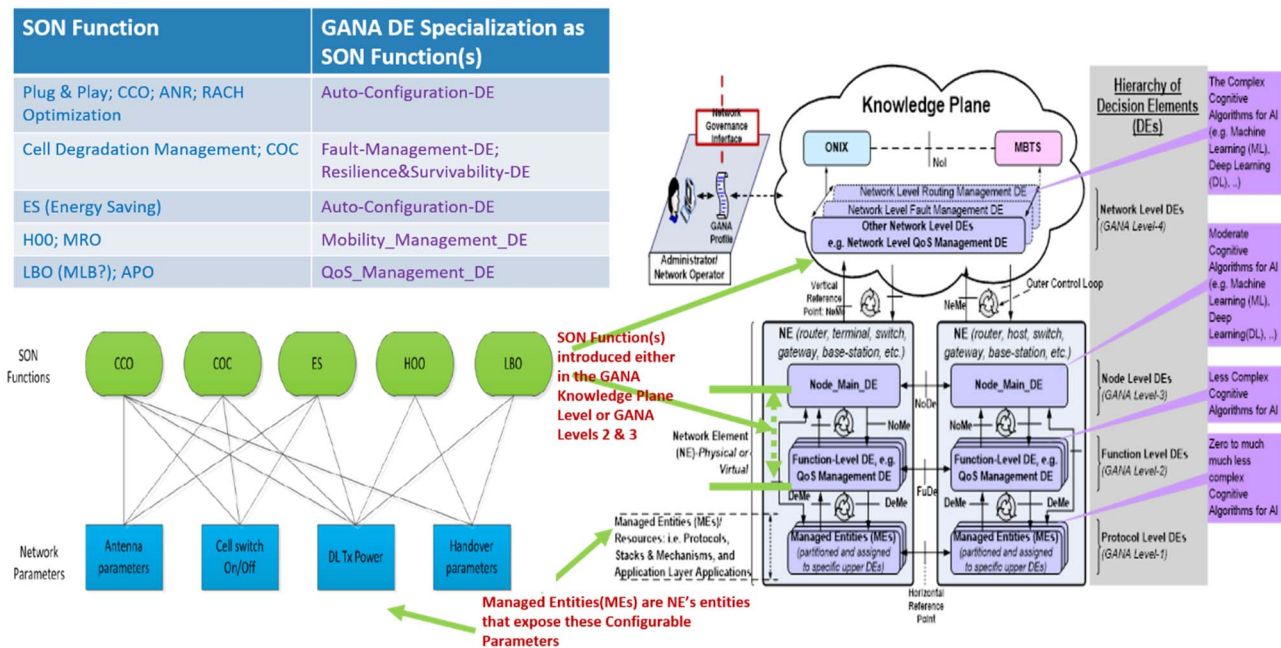 SON Function
GANA DE Specialization as
SON Function(s)
Plug & Play; CCO; ANR; RACH
Optimization
Auto-Configuration-DE
Cell Degradation Management; COC
Fault-Management-DE;
Resilience&Survivability-DE
ES (Energy Saving)
Auto-Configuration-DE
H00; MRO
Mobility_Management_DE
LBO (MLB?); APO
QoS_Management_DE
SON
Functions
CCO
COC
ES
HOO
LBO
Network
Parameters
Antenna
parameters
Cell switch
On/Off
DL Tx Power
Handover
parameters
SON Function(s)
introduced either
in the GANA
Knowledge Plane
Level or GANA
Levels 2 & 3
Managed Entities(MEs) are NE's entities
that expose these Configurable
Parameters
Network
Governance
Interface
GANA
Profile
Administrator/
Network Operator
Knowledge Plane
ONIX
NoI
MBTS
Network Level Routing Management DE
Network Level Fault Management DE
Other Network Level DEs
e.g. Network Level QoS Management DE
Vertical
Reference
Point: NeMe
NeMe
Outer Control Loop
NE (router, terminal, switch,
gateway, base-station, etc.)
Node_Main_DE
NoMe
Function-Level DE, e.g.
QoS Management DE
DeMe
DeMe
Managed Entities (MEs)
(partitioned and assigned
to specific upper DEs)
NE (router, host, switch,
gateway, base-station, etc.)
Node_Main_DE
NoMe
NoMe
Function-Level DE, e.g.
QoS Management DE
DeMe
DeMe
Managed Entities (MEs)
(partitioned and assigned
to specific upper DEs)
NoDe
FuDe
Horizontal
Reference
Point
Network Element
(NE)-Physical or
Virtual
Managed Entities (MEs)/
Resources: i.e. Protocols,
Stacks & Mechanisms, and
Application Layer Applications
Hierarchy of
Decision Elements
(DEs)
Network Level DEs
(GANA Level-4)
Node Level DEs
(GANA Level-3)
Function Level DEs
(GANA Level-2)
Protocol Level DEs
(GANA Level-1)
The Complex
Cognitive
Algorithms for AI
(e.g. Machine
Learning (ML),
Deep Learning
(DL), ..)
Moderate
Cognitive
Algorithms for AI
(e.g. Machine
Learning (ML),
Deep
Learning(DL), ..)
Less Complex
Cognitive
Algorithms for AI
Zero to much
much less
complex
Cognitive
Algorithms for AI